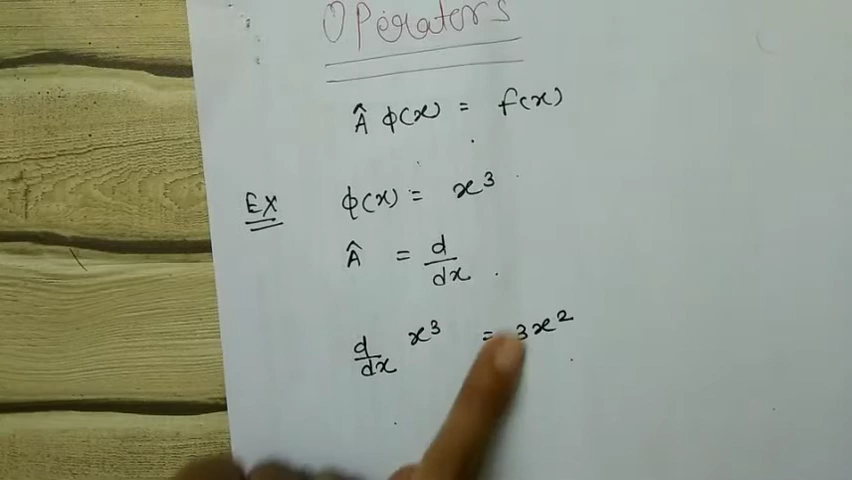 Operators
Â ϕ(x) = f(x)
EX ϕ(x) = x³
Â = d/dx
d/dx x³ = 3x²